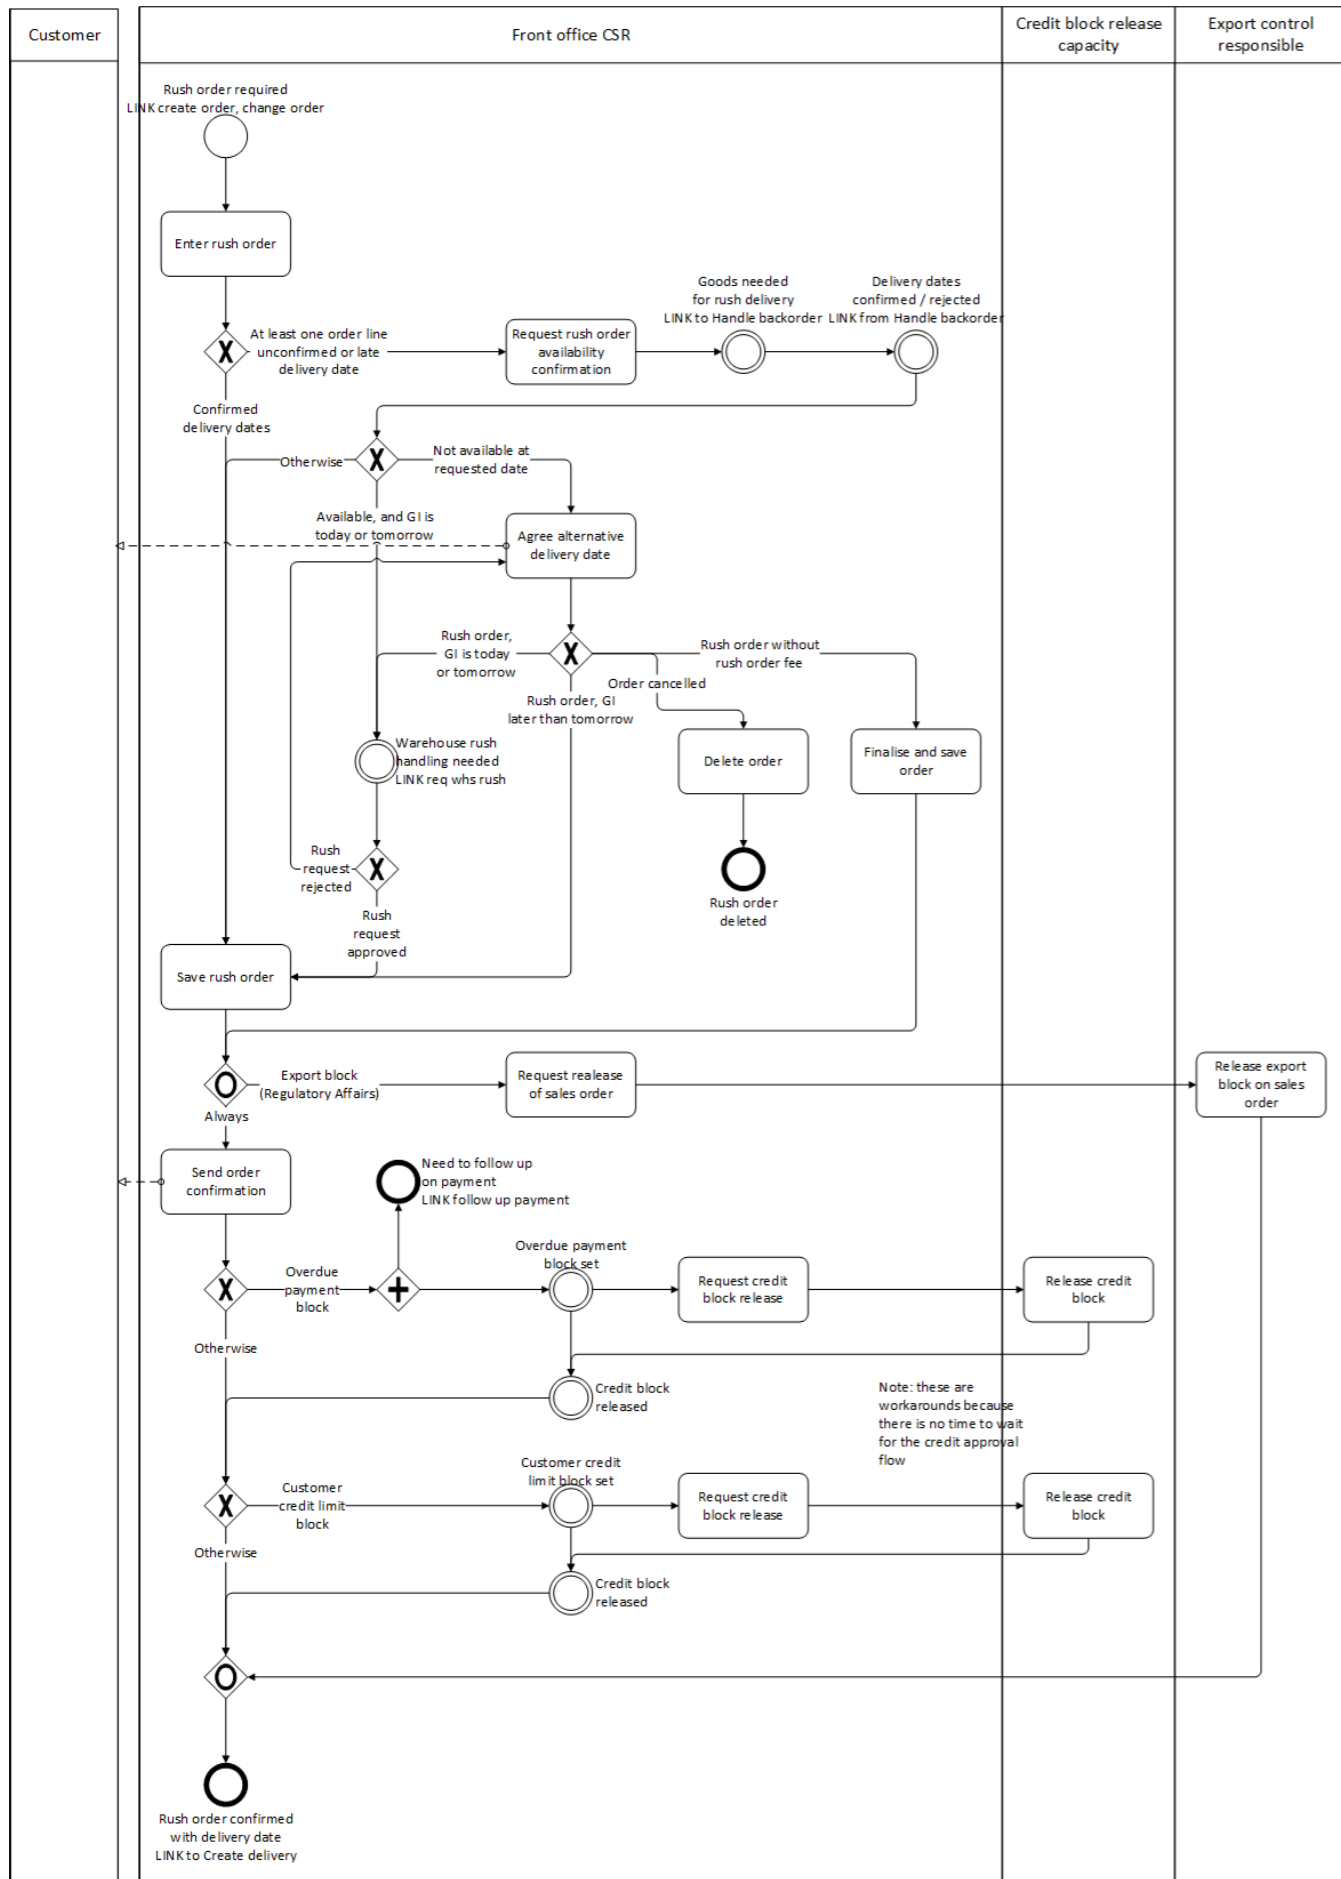 Customer
Front office CSR
Credit block release
capacity
Export control
responsible
Rush order required
LINK create order, change order
Enter rush order
At least one order line
unconfirmed or late
delivery date
Request rush order
availability
confirmation
Goods needed
for rush delivery
LINK to Handle backorder
Delivery dates
confirmed / rejected
LINK from Handle backorder
Confirmed
delivery dates
Otherwise
Not available at
requested date
Available, and GI is
today or tomorrow
Agree alternative
delivery date
Rush order,
GI is today
or tomorrow
Rush order without
rush order fee
Order cancelled
Rush order, GI
later than tomorrow
Warehouse rush
handling needed
LINK req whs rush
Delete order
Finalise and save
order
Rush
request
rejected
Rush order
deleted
Rush
request
approved
Save rush order
Export block
(Regulatory Affairs)
Request realease
of sales order
Release export
block on sales
order
Always
Send order
confirmation
Need to follow up
on payment
LINK follow up payment
Overdue
payment
block
Overdue payment
block set
Request credit
block release
Release credit
block
Otherwise
Credit block
released
Note: these are
workarounds because
there is no time to wait
for the credit approval
flow
Customer
credit limit
block
Customer credit
limit block set
Request credit
block release
Release credit
block
Otherwise
Credit block
released
Rush order confirmed
with delivery date
LINK to Create delivery